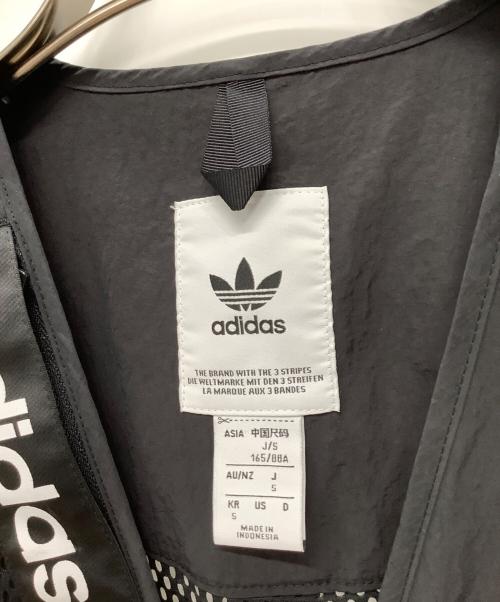 adidas
THE BRAND WITH THE 3 STRIPES
DIE WELTMARKE MIT DEN 3 STREIFEN
LA MARQUE AUX 3 BANDES
ASIA 中国尺码
J/S
165/88A
AU/NZ J
S
KR US D
S
MADE IN
INDONESIA
adidas